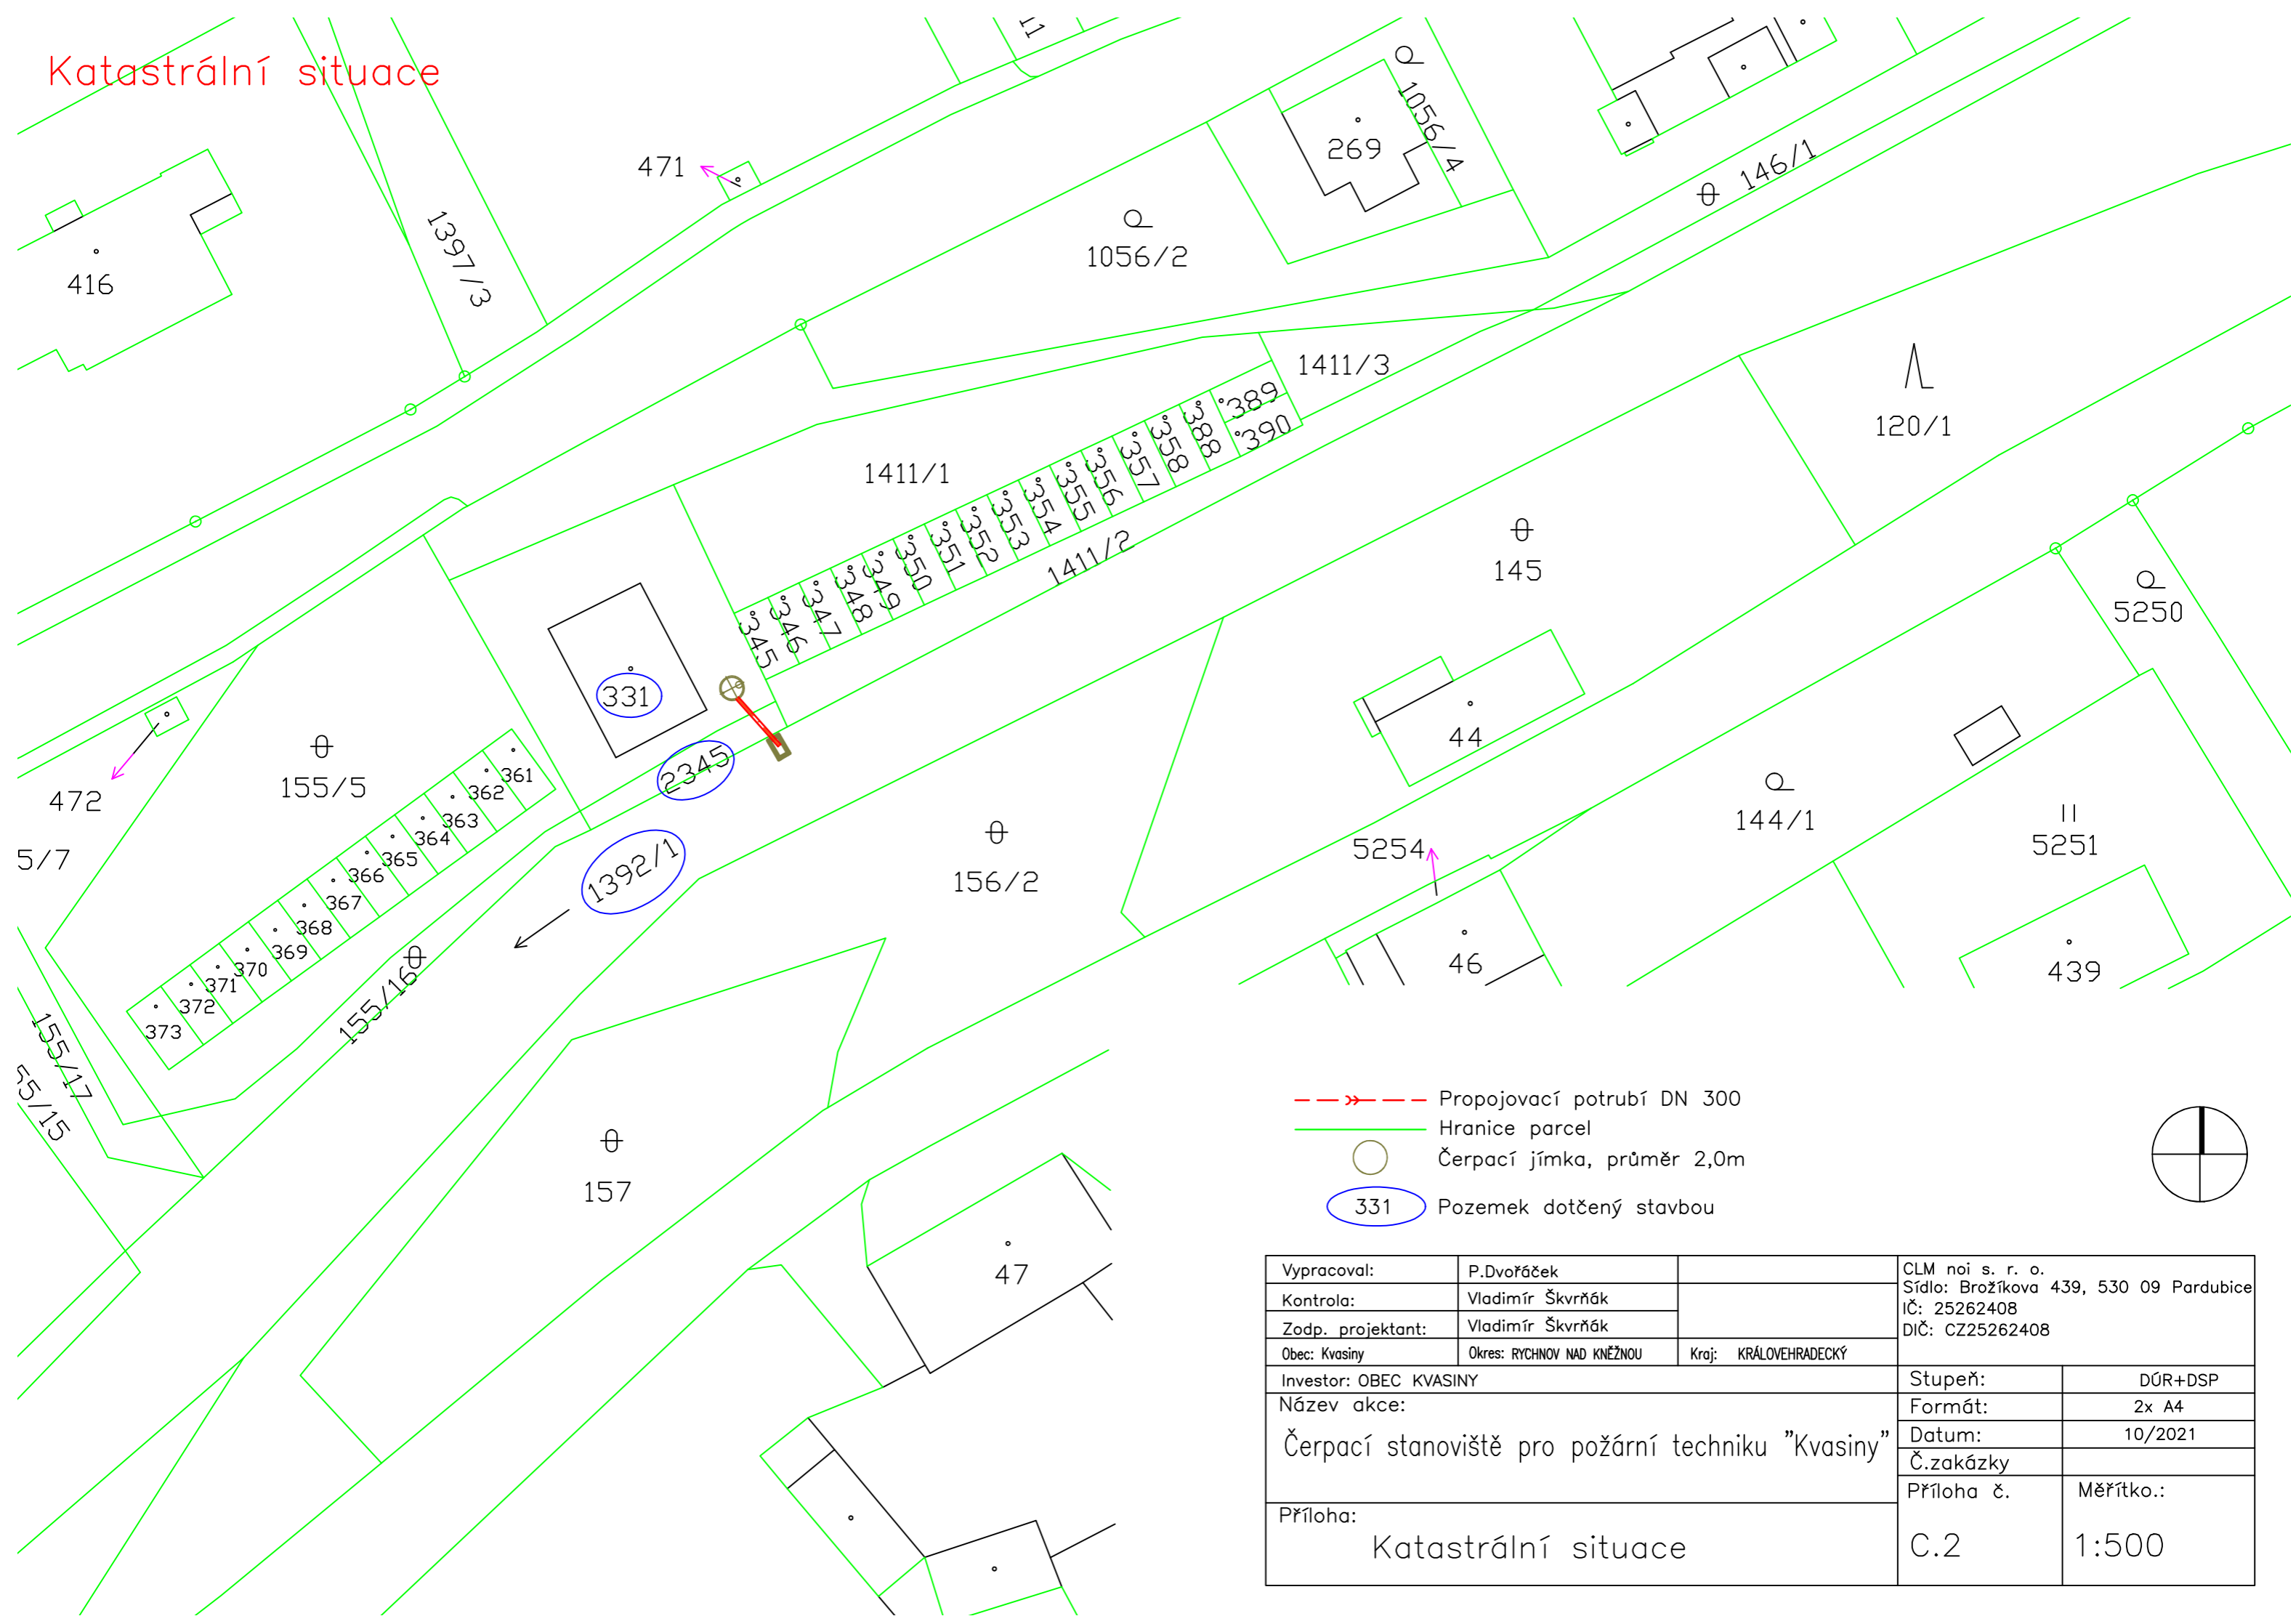 Katastrální situace
471
269
1056/4
146/1
1397/3
1056/2
416
1411/3
389
390
388
358
357
356
355
354
353
352
351
350
349
348
347
346
345
1411/1
1411/2
120/1
145
5250
331
2345
44
155/5
472
361
362
363
364
365
366
367
368
369
370
371
372
373
5/7
1392/1
156/2
5254
144/1
5251
46
439
155/16
155/17
55/15
157
47
Propojovací potrubí DN 300
Hranice parcel
Čerpací jímka, průměr 2,0m
331 Pozemek dotčený stavbou
Vypracoval: P.Dvořáček
Kontrola: Vladimír Škvrňák
Zodp. projektant: Vladimír Škvrňák
Obec: Kvasiny Okres: RYCHNOV NAD KNĚŽNOU Kraj: KRÁLOVEHRADECKÝ
CLM noi s. r. o.
Sídlo: Brožíkova 439, 530 09 Pardubice
IČ: 25262408
DIČ: CZ25262408
Investor: OBEC KVASINY
Název akce:
Čerpací stanoviště pro požární techniku "Kvasiny"
Příloha:
Katastrální situace
Stupeň: DÚR+DSP
Formát: 2x A4
Datum: 10/2021
Č.zakázky
Příloha č. Měřítko.:
C.2 1:500